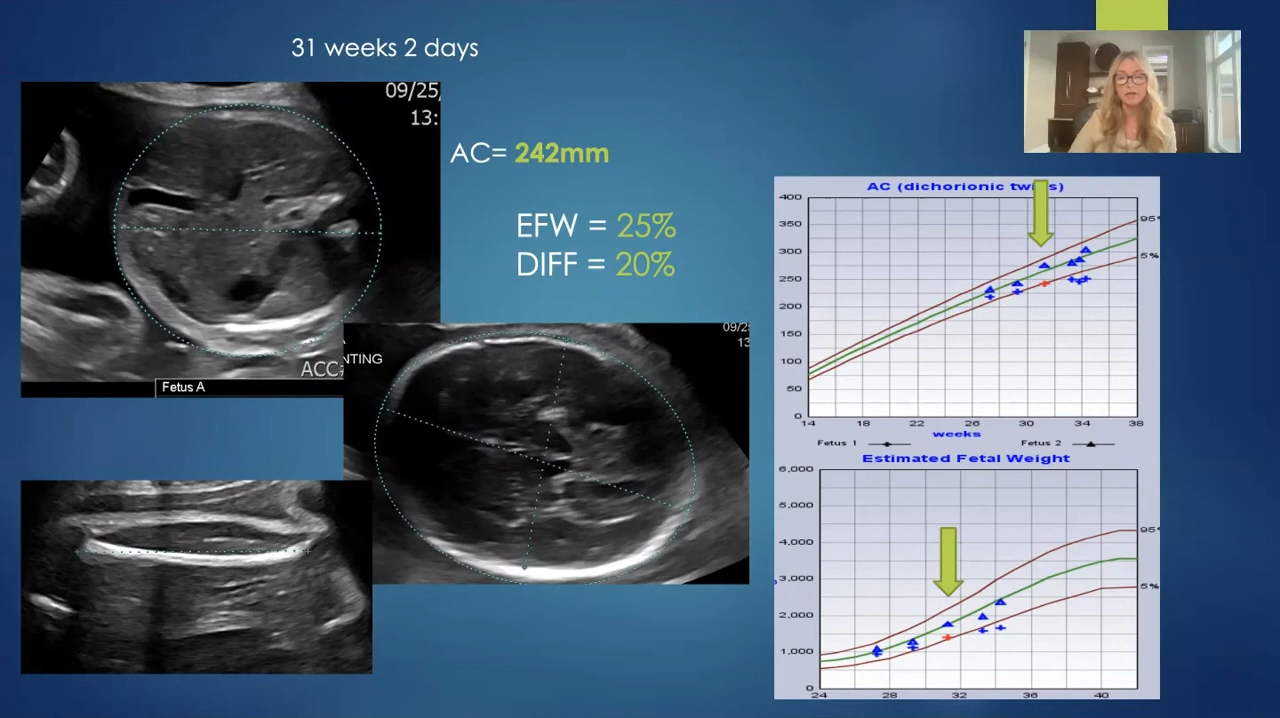 31 weeks 2 days
09/25,
13:
AC= 242mm
EFW = 25%
DIFF = 20%
ACC
Fetus A
NTING
09/2
13
AC (dichorionic tw s)
400
350
300
250
200
150
100
50
0
95
5%
14 18 22 26 30 34 38
weeks
Fetus 1 Fetus 2
Estimated Fetal Weight
6,000
5,000
4,000
3,000
2,000
1,000
0
95
5%
24 28 32 36 40